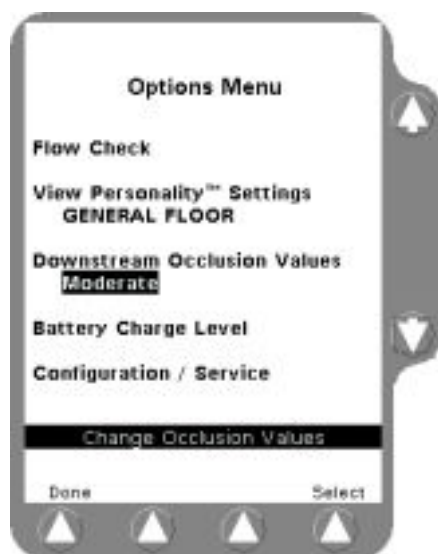 Options Menu
Flow Check
View Personality™ Settings
GENERAL FLOOR
Downstream Occlusion Values
Moderate
Battery Charge Level
Configuration / Service
Change Occlusion Values
Done Select